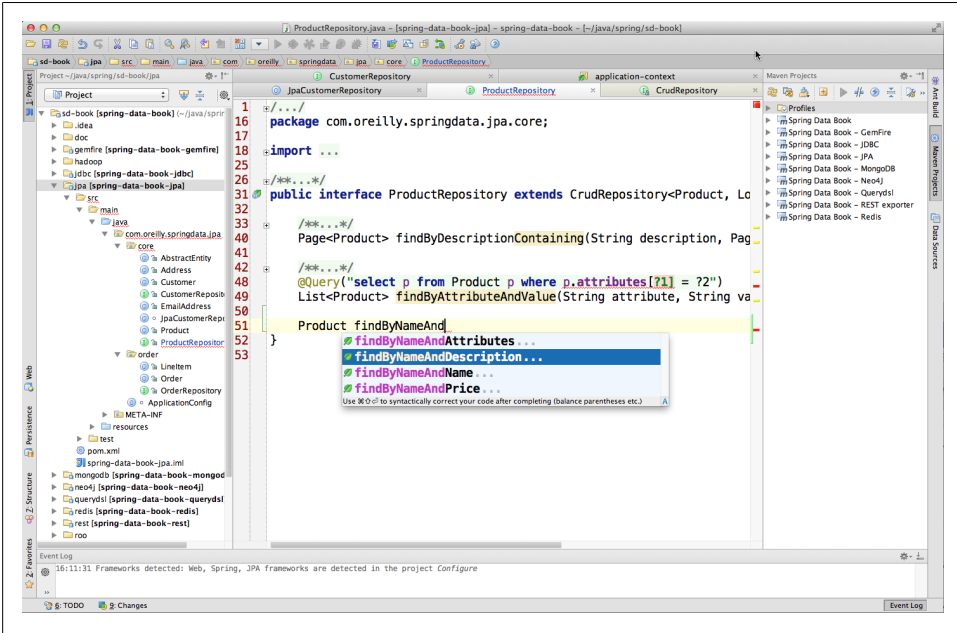 ProductRepository.java – [spring-data-book-jpa] – spring-data-book – [~/java/spring/sd-book]
sd-book jpa src main java com oreilly springdata jpa core ProductRepository
Project ~/java/spring/sd-book/jpa
Project
sd-book [spring-data-book] (~/java/sprin
.idea
doc
gemfire [spring-data-book-gemfire]
hadoop
jdbc [spring-data-book-jdbc]
jpa [spring-data-book-jpa]
src
main
java
com.oreilly.springdata.jpa
core
AbstractEntity
Address
Customer
CustomerReposit
EmailAddress
JpaCustomerRepo
Product
ProductRepositor
order
LineItem
Order
OrderRepository
ApplicationConfig
META-INF
resources
test
pom.xml
spring-data-book-jpa.iml
mongodb [spring-data-book-mongod
neo4j [spring-data-book-neo4j]
querydsl [spring-data-book-querydsl
redis [spring-data-book-redis]
rest [spring-data-book-rest]
roo
1: Project
Web
Persistence
Z: Structure
2: Favorites
CustomerRepository
application-context
JpaCustomerRepository
ProductRepository
CrudRepository
1 /.../
16 package com.oreilly.springdata.jpa.core;
17
18 import ...
25
26 /**...*/
31 public interface ProductRepository extends CrudRepository<Product, Lo
32
33 /**...*/
40 Page<Product> findByDescriptionContaining(String description, Pag
41
42 /**...*/
48 @Query("select p from Product p where p.attributes[?1] = ?2")
49 List<Product> findByAttributeAndValue(String attribute, String va
50
51 Product findByNameAnd
52 }
53
findByNameAndAttributes...
findByNameAndDescription...
findByNameAndName...
findByNameAndPrice...
Use ⌘⇧⏎ to syntactically correct your code after completing (balance parentheses etc.) A
Maven Projects
Profiles
Spring Data Book
Spring Data Book – GemFire
Spring Data Book – JDBC
Spring Data Book – JPA
Spring Data Book – MongoDB
Spring Data Book – Neo4j
Spring Data Book – Querydsl
Spring Data Book – REST exporter
Spring Data Book – Redis
Ant Build
Maven Projects
Data Sources
Event Log
16:11:31 Frameworks detected: Web, Spring, JPA frameworks are detected in the project Configure
6: TODO 9: Changes
Event Log